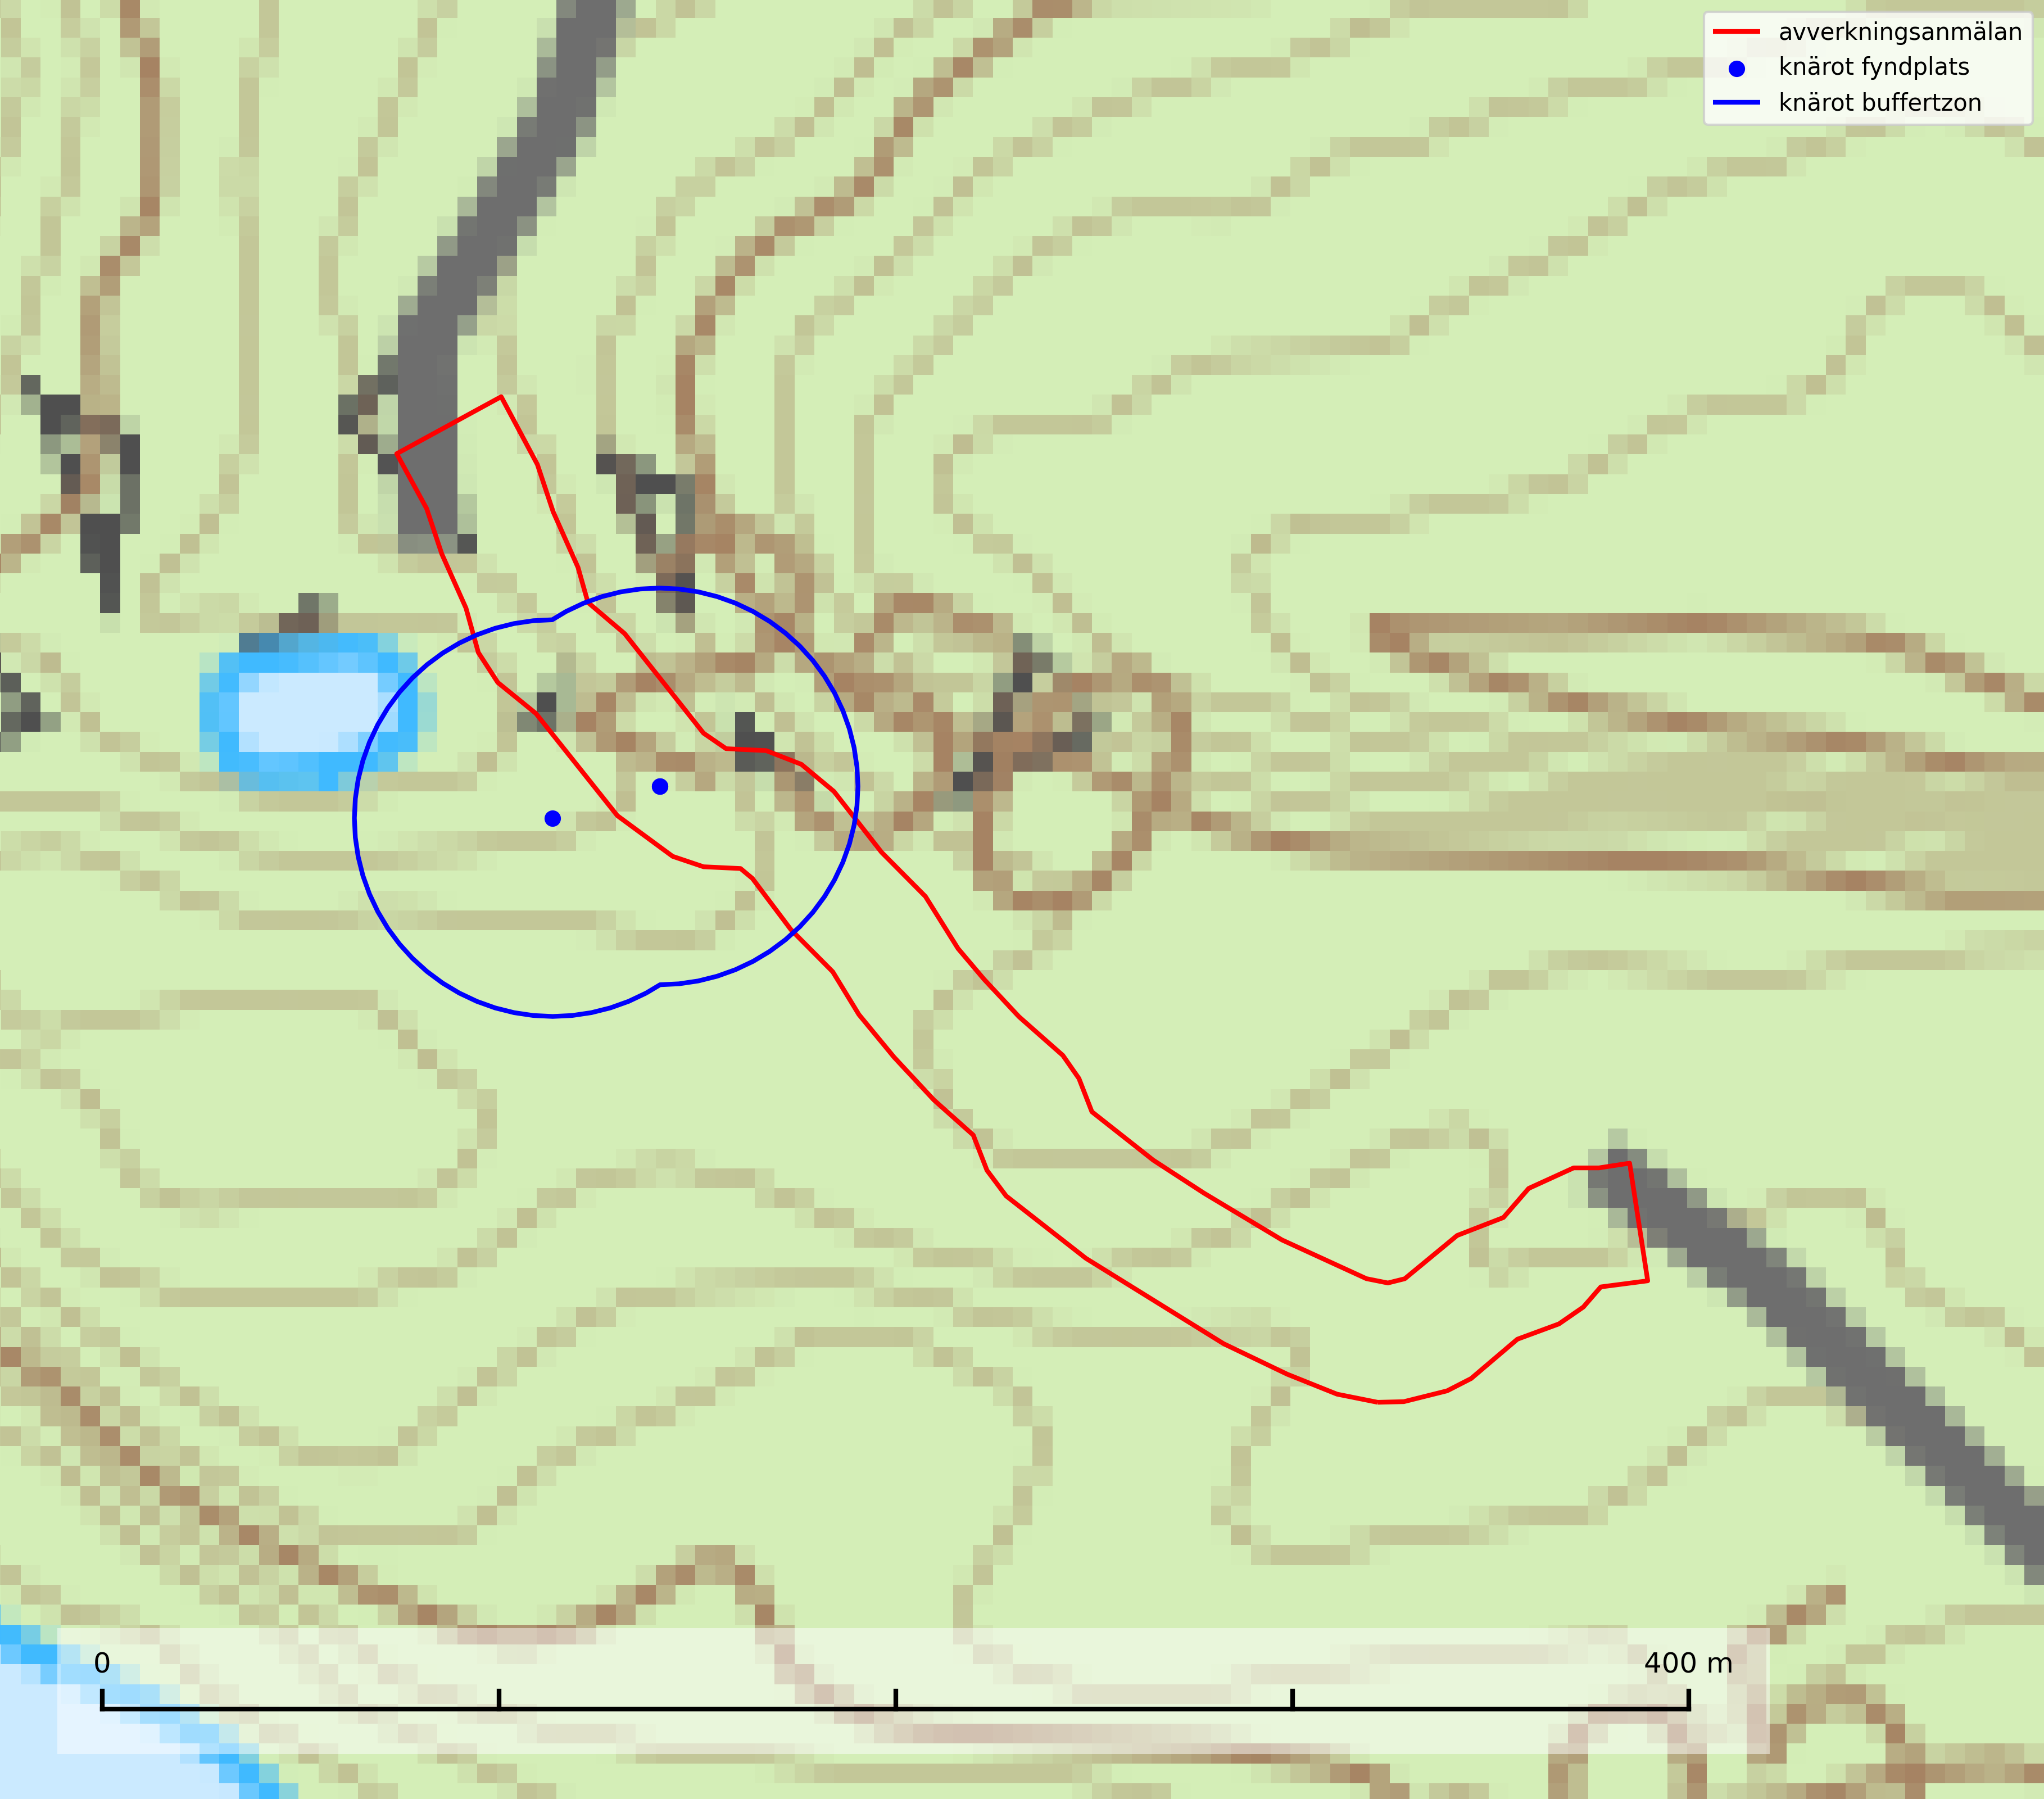 avverkningsanmälan
knärot fyndplats
knärot buffertzon
0
400 m